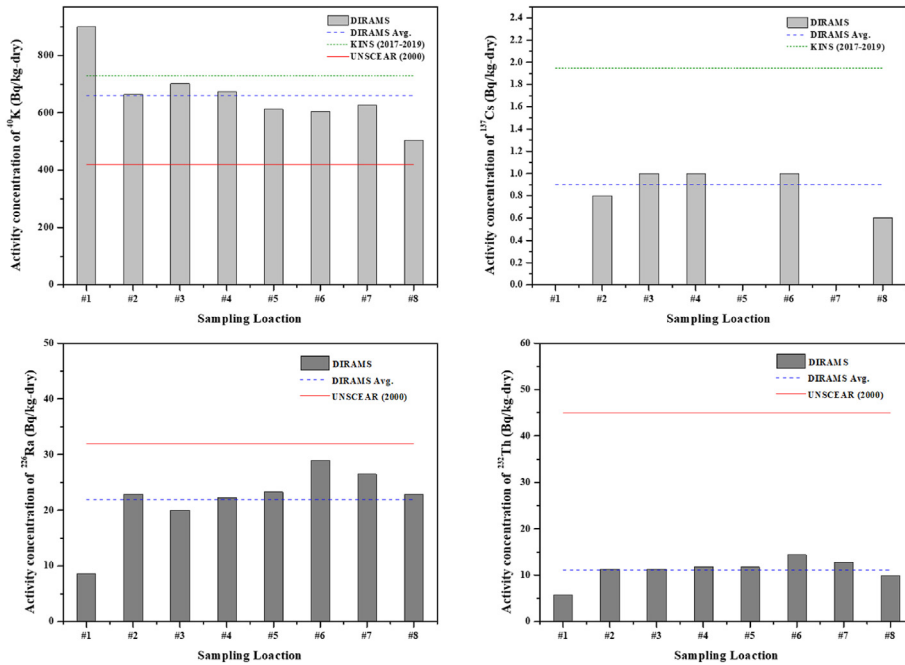 DIRAMS
DIRAMS Avg.
KINS (2017-2019)
UNSCEAR (2000)
Activity concentration of ⁴⁰K (Bq/kg-dry)
800
600
400
200
0
#1 #2 #3 #4 #5 #6 #7 #8
Sampling Loaction
DIRAMS
DIRAMS Avg.
KINS (2017-2019)
Activity concentration of ¹³⁷Cs (Bq/kg-dry)
2.4
2.2
2.0
1.8
1.6
1.4
1.2
1.0
0.8
0.6
0.4
0.2
0.0
#1 #2 #3 #4 #5 #6 #7 #8
Sampling Loaction
DIRAMS
DIRAMS Avg.
UNSCEAR (2000)
Activity concentration of ²²⁶Ra (Bq/kg-dry)
50
40
30
20
10
0
#1 #2 #3 #4 #5 #6 #7 #8
Sampling Loaction
DIRAMS
DIRAMS Avg.
UNSCEAR (2000)
Activity concentration of ²³²Th (Bq/kg-dry)
60
50
40
30
20
10
0
#1 #2 #3 #4 #5 #6 #7 #8
Sampling Loaction